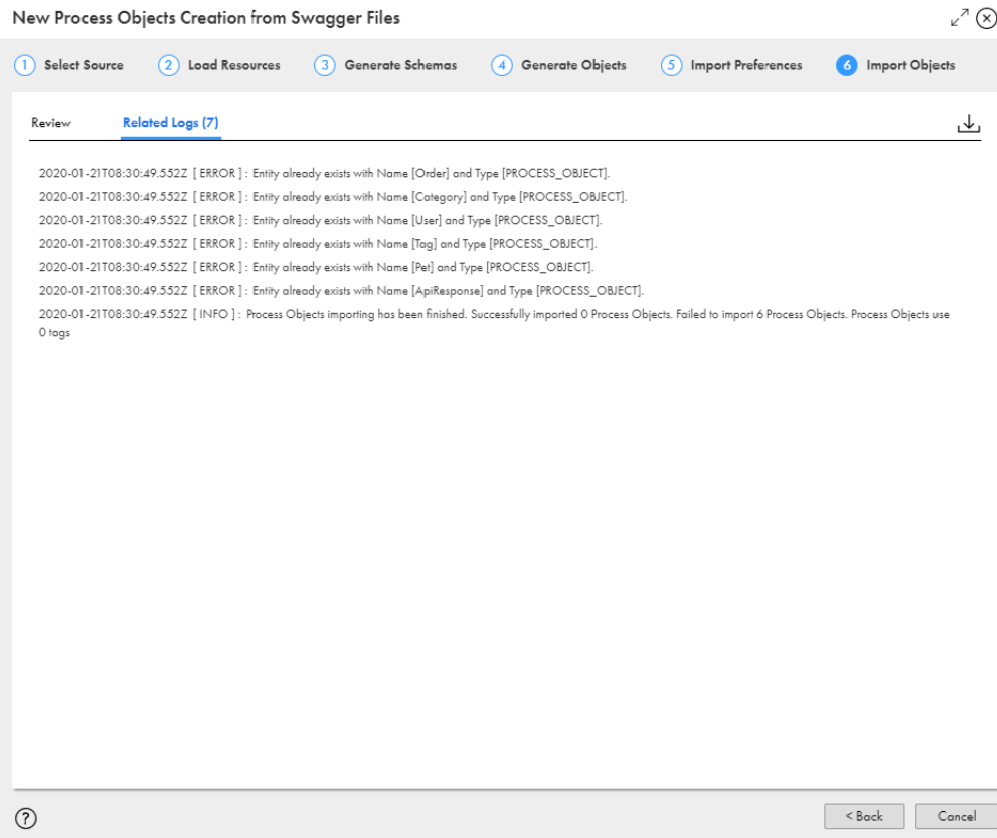 New Process Objects Creation from Swagger Files
1 Select Source 2 Load Resources 3 Generate Schemas 4 Generate Objects 5 Import Preferences 6 Import Objects
Review Related Logs (7)
2020-01-21T08:30:49.552Z [ ERROR ] : Entity already exists with Name [Order] and Type [PROCESS_OBJECT].
2020-01-21T08:30:49.552Z [ ERROR ] : Entity already exists with Name [Category] and Type [PROCESS_OBJECT].
2020-01-21T08:30:49.552Z [ ERROR ] : Entity already exists with Name [User] and Type [PROCESS_OBJECT].
2020-01-21T08:30:49.552Z [ ERROR ] : Entity already exists with Name [Tag] and Type [PROCESS_OBJECT].
2020-01-21T08:30:49.552Z [ ERROR ] : Entity already exists with Name [Pet] and Type [PROCESS_OBJECT].
2020-01-21T08:30:49.552Z [ ERROR ] : Entity already exists with Name [ApiResponse] and Type [PROCESS_OBJECT].
2020-01-21T08:30:49.552Z [ INFO ] : Process Objects importing has been finished. Successfully imported 0 Process Objects. Failed to import 6 Process Objects. Process Objects use
0 tags
? < Back Cancel